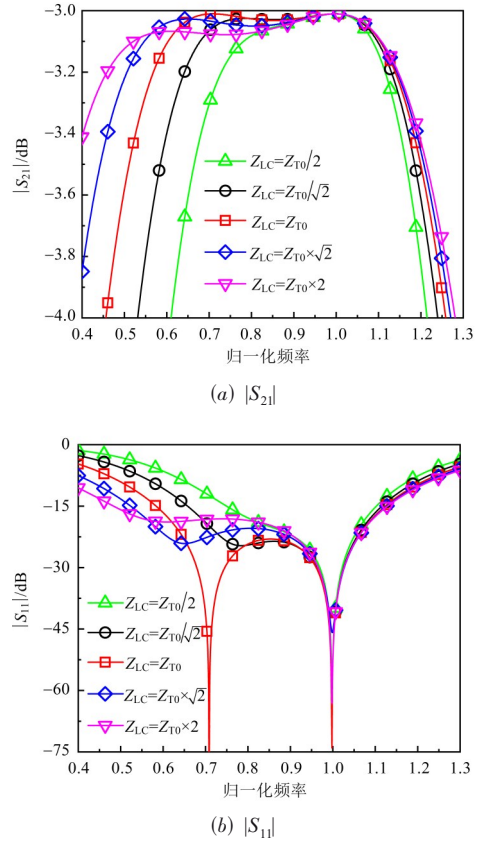 -3.0
-3.2
-3.4
-3.6
-3.8
-4.0
|S21|/dB
ZLC=ZT0/2
ZLC=ZT0/√2
ZLC=ZT0
ZLC=ZT0×√2
ZLC=ZT0×2
0.4 0.5 0.6 0.7 0.8 0.9 1.0 1.1 1.2 1.3
归一化频率
(a) |S21|
0
-15
-30
-45
-60
-75
|S11|/dB
ZLC=ZT0/2
ZLC=ZT0/√2
ZLC=ZT0
ZLC=ZT0×√2
ZLC=ZT0×2
0.4 0.5 0.6 0.7 0.8 0.9 1.0 1.1 1.2 1.3
归一化频率
(b) |S11|